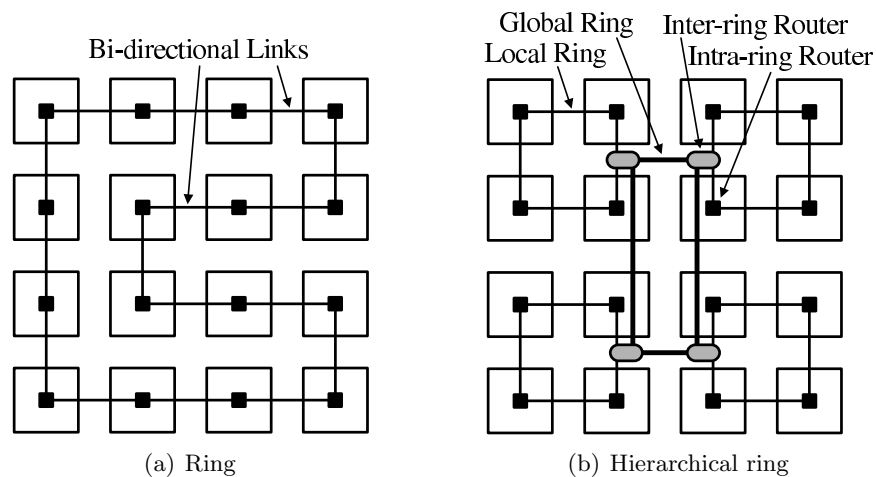 Bi-directional Links
Global Ring
Local Ring
Inter-ring Router
Intra-ring Router
(a) Ring
(b) Hierarchical ring